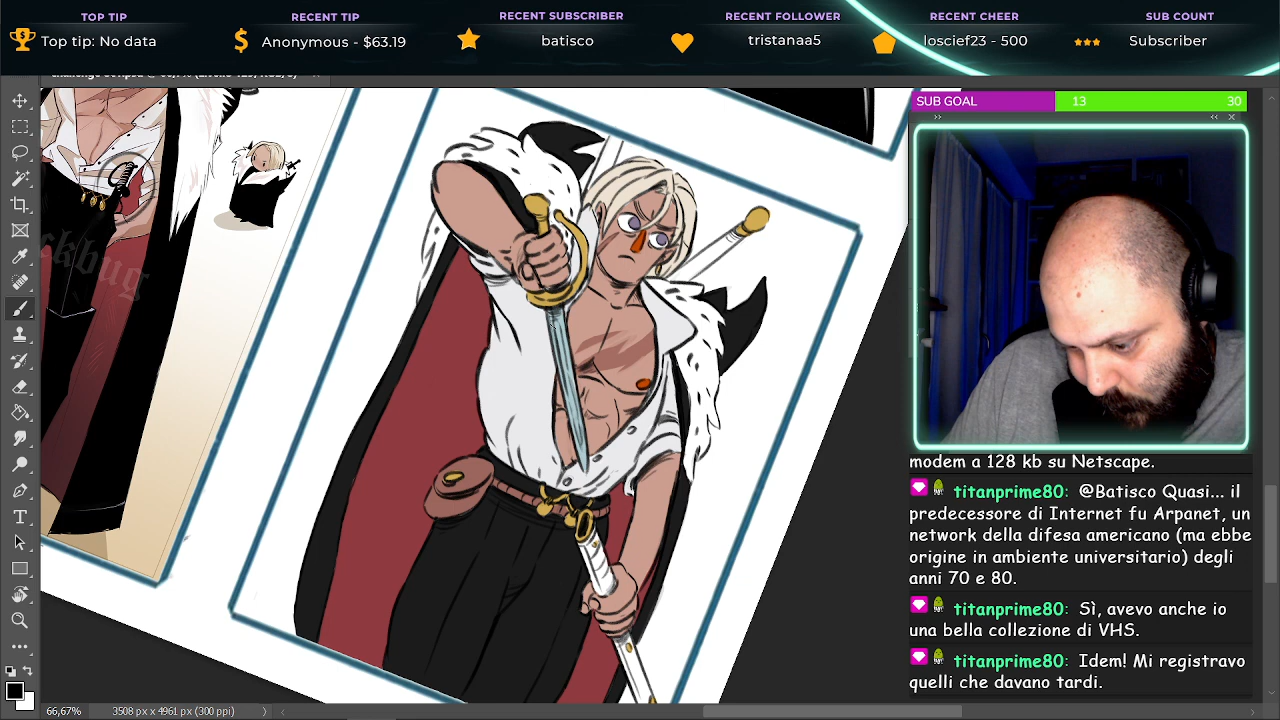 TOP TIP
Top tip: No data
RECENT TIP
Anonymous - $63.19
RECENT SUBSCRIBER
batisco
RECENT FOLLOWER
tristanaa5
RECENT CHEER
loscief23 - 500
SUB COUNT
Subscriber
SUB GOAL 13 30
modem a 128 kb su Netscape.
titanprime80: @Batisco Quasi... il
predecessore di Internet fu Arpanet, un
network della difesa americano (ma ebbe
origine in ambiente universitario) degli
anni 70 e 80.
titanprime80: Sì, avevo anche io
una bella collezione di VHS.
titanprime80: Idem! Mi registravo
quelli che davano tardi.
66,67% 3508 px x 4961 px (300 ppi)